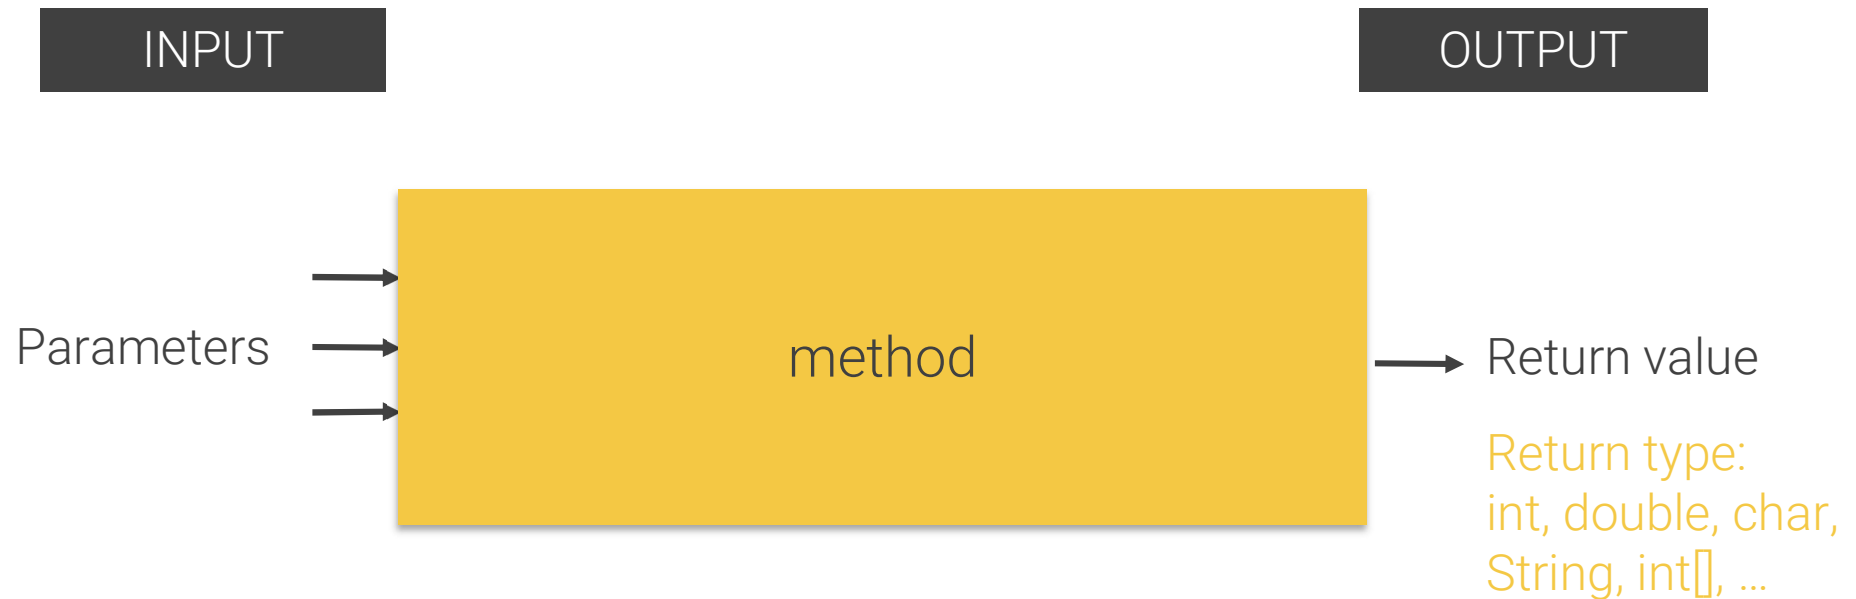 INPUT
OUTPUT
Parameters
method
Return value
Return type:
int, double, char,
String, int[], ...